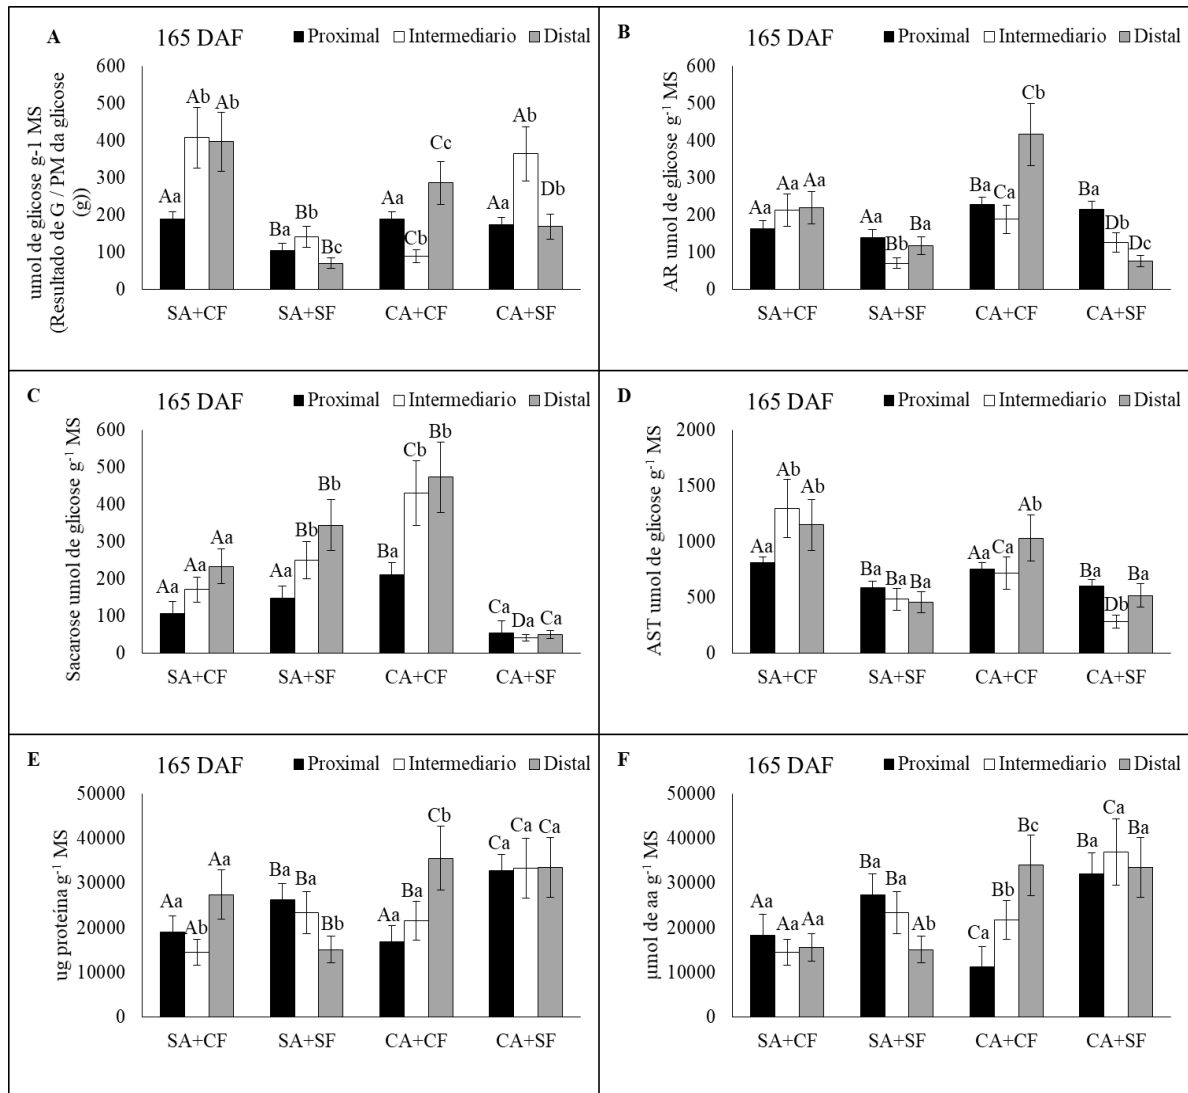 A
165 DAF
Proximal
Intermediario
Distal
umol de glicose g-1 MS
(Resultado de G / PM da glicose
(g))
600
500
400
300
200
100
0
Aa
Ab
Ab
Ba
Bb
Bc
Aa
Cb
Cc
Aa
Ab
Db
SA+CF
SA+SF
CA+CF
CA+SF
B
165 DAF
Proximal
Intermediario
Distal
AR umol de glicose g-1 MS
600
500
400
300
200
100
0
Aa
Aa
Aa
Aa
Bb
Ba
Ba
Ca
Cb
Ba
Db
Dc
SA+CF
SA+SF
CA+CF
CA+SF
C
165 DAF
Proximal
Intermediario
Distal
Sacarose umol de glicose g-1 MS
600
500
400
300
200
100
0
Aa
Aa
Aa
Aa
Bb
Bb
Ba
Cb
Bb
Ca
Da
Ca
SA+CF
SA+SF
CA+CF
CA+SF
D
165 DAF
Proximal
Intermediario
Distal
AST umol de glicose g-1 MS
2000
1500
1000
500
0
Aa
Ab
Ab
Ba
Ba
Ba
Aa
Ca
Ab
Ba
Db
Ba
SA+CF
SA+SF
CA+CF
CA+SF
E
165 DAF
Proximal
Intermediario
Distal
ug proteína g-1 MS
50000
40000
30000
20000
10000
0
Aa
Ab
Aa
Ba
Ba
Bb
Aa
Ba
Cb
Ca
Ca
Ca
SA+CF
SA+SF
CA+CF
CA+SF
F
165 DAF
Proximal
Intermediario
Distal
µmol de aa g-1 MS
50000
40000
30000
20000
10000
0
Aa
Aa
Aa
Ba
Ba
Ab
Ca
Bb
Bc
Ba
Ca
Ba
SA+CF
SA+SF
CA+CF
CA+SF